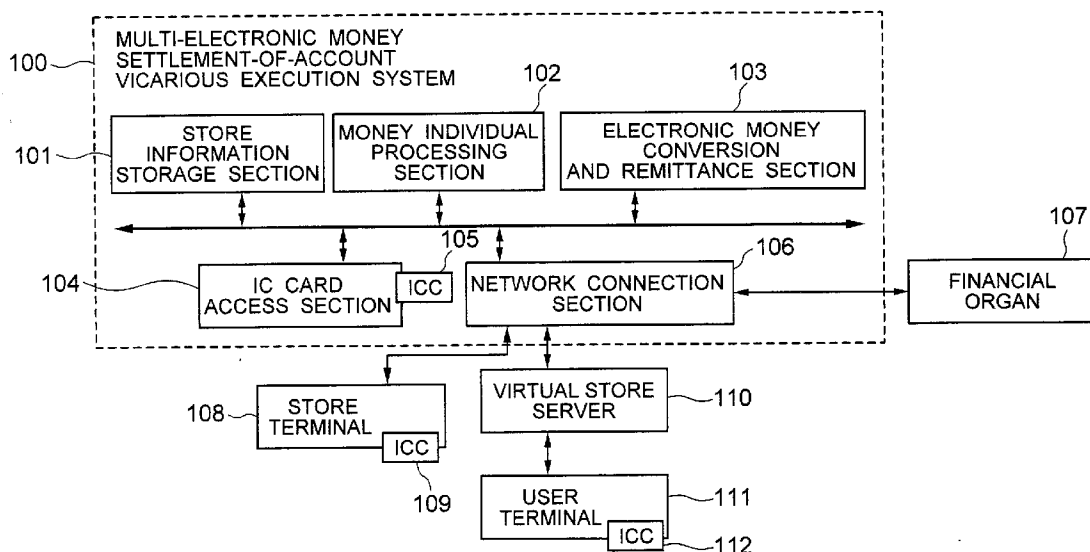 MULTI-ELECTRONIC MONEY
SETTLEMENT-OF-ACCOUNT
VICARIOUS EXECUTION SYSTEM
100
102
103
101
STORE
INFORMATION
STORAGE SECTION
MONEY INDIVIDUAL
PROCESSING
SECTION
ELECTRONIC MONEY
CONVERSION
AND REMITTANCE SECTION
105
106
107
104
IC CARD
ACCESS SECTION
ICC
NETWORK CONNECTION
SECTION
FINANCIAL
ORGAN
108
STORE
TERMINAL
ICC
109
VIRTUAL STORE
SERVER
110
USER
TERMINAL
111
ICC
112